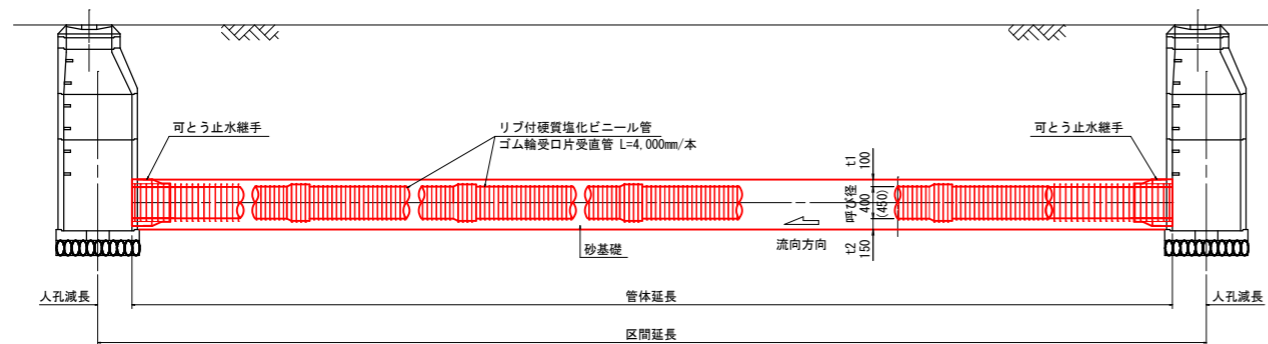 可とう止水継手
リブ付硬質塩化ビニール管
ゴム輪受口片受直管 L=4,000mm/本
可とう止水継手
t1
100
呼び径
400
(450)
t2
150
流向方向
砂基礎
人孔減長
管体延長
人孔減長
区間延長